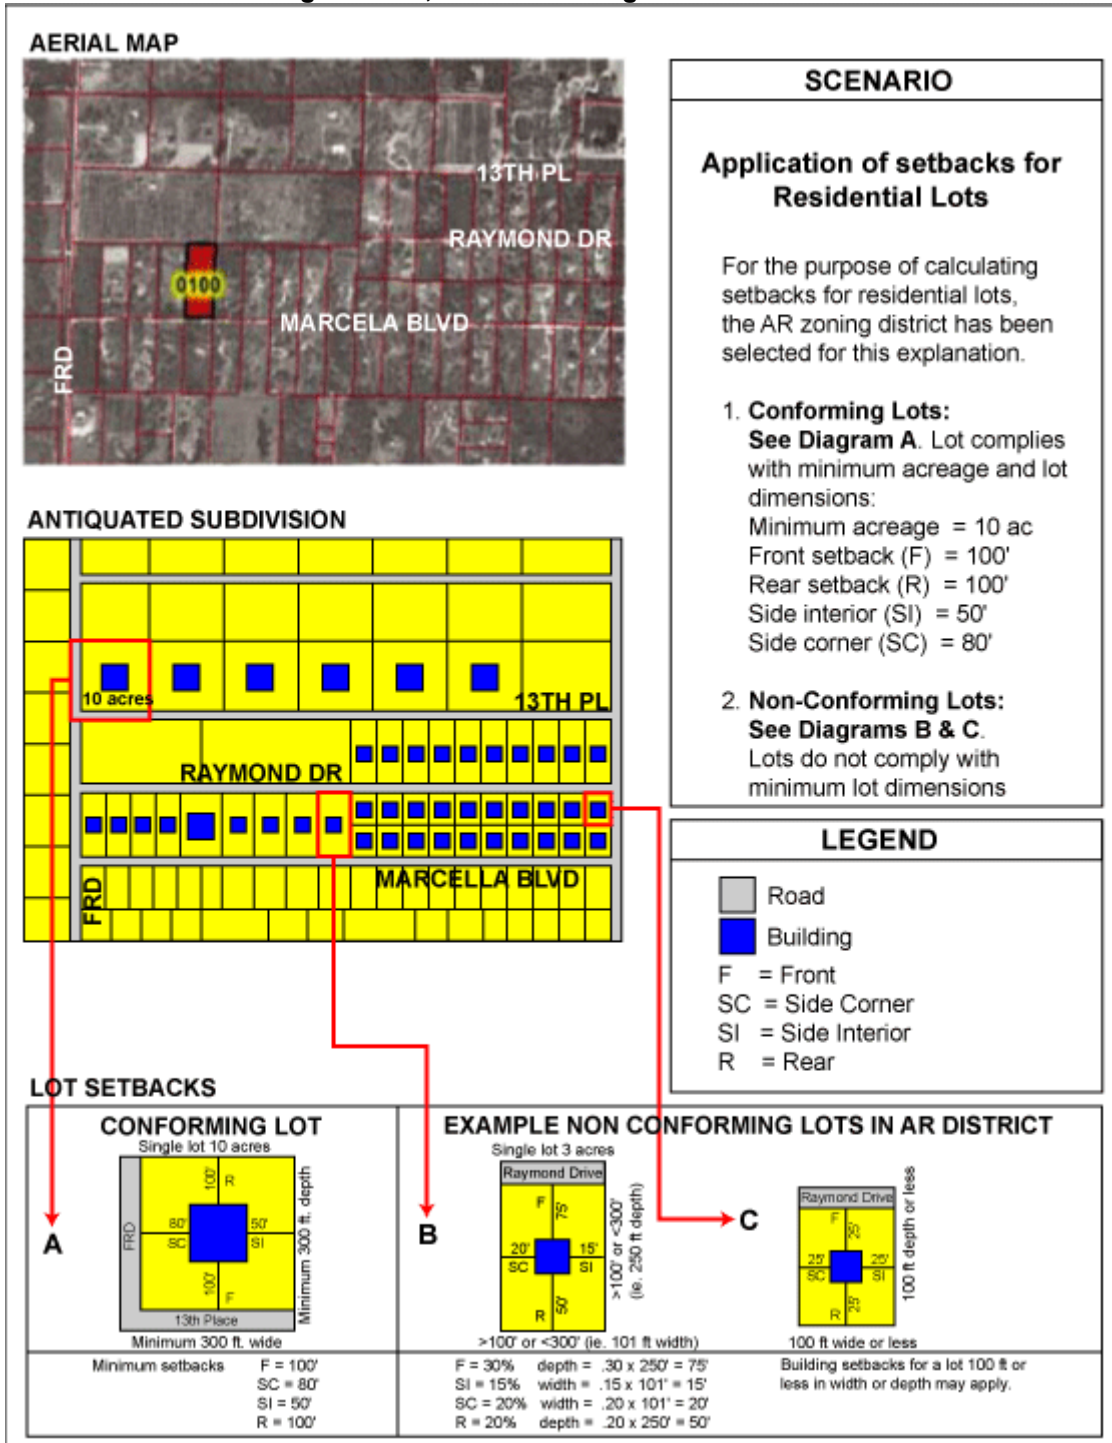 AERIAL MAP
13TH PL
RAYMOND DR
0100
MARCELA BLVD
FRD
SCENARIO
Application of setbacks for
Residential Lots
For the purpose of calculating
setbacks for residential lots,
the AR zoning district has been
selected for this explanation.
1. Conforming Lots:
See Diagram A. Lot complies
with minimum acreage and lot
dimensions:
Minimum acreage = 10 ac
Front setback (F) = 100'
Rear setback (R) = 100'
Side interior (SI) = 50'
Side corner (SC) = 80'
2. Non-Conforming Lots:
See Diagrams B & C.
Lots do not comply with
minimum lot dimensions
ANTIQUATED SUBDIVISION
10 acres
13TH PL
RAYMOND DR
MARCELLA BLVD
FRD
LEGEND
Road
Building
F = Front
SC = Side Corner
SI = Side Interior
R = Rear
LOT SETBACKS
CONFORMING LOT
Single lot 10 acres
100'
R
80'
50'
SC
SI
100'
F
FRD
13th Place
Minimum 300 ft. depth
Minimum 300 ft. wide
A
Minimum setbacks F = 100'
SC = 80'
SI = 50'
R = 100'
EXAMPLE NON CONFORMING LOTS IN AR DISTRICT
Single lot 3 acres
Raymond Drive
F
75'
20'
15'
SC
SI
R
50'
>100' or <300'
(ie. 250 ft depth)
>100' or <300' (ie. 101 ft width)
B
F = 30% depth = .30 x 250' = 75'
SI = 15% width = .15 x 101' = 15'
SC = 20% width = .20 x 101' = 20'
R = 20% depth = .20 x 250' = 50'
C
Raymond Drive
F
25'
25'
25'
SC
SI
R
25'
100 ft depth or less
100 ft wide or less
Building setbacks for a lot 100 ft or
less in width or depth may apply.